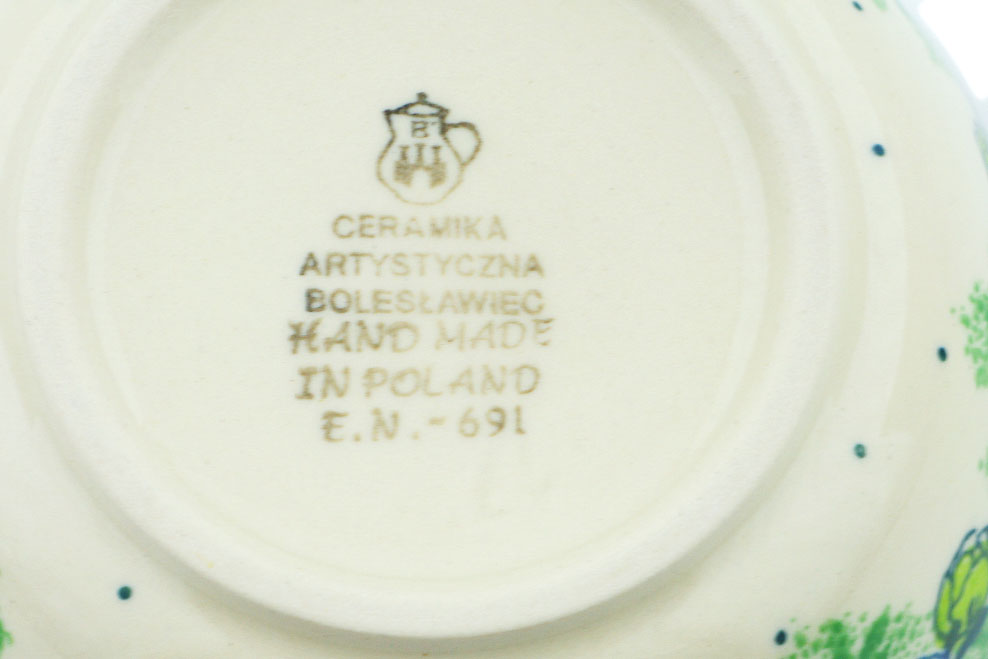 B
CERAMIKA
ARTYSTYCZNA
BOLESŁAWIEC
HAND MADE
IN POLAND
E.N.-691